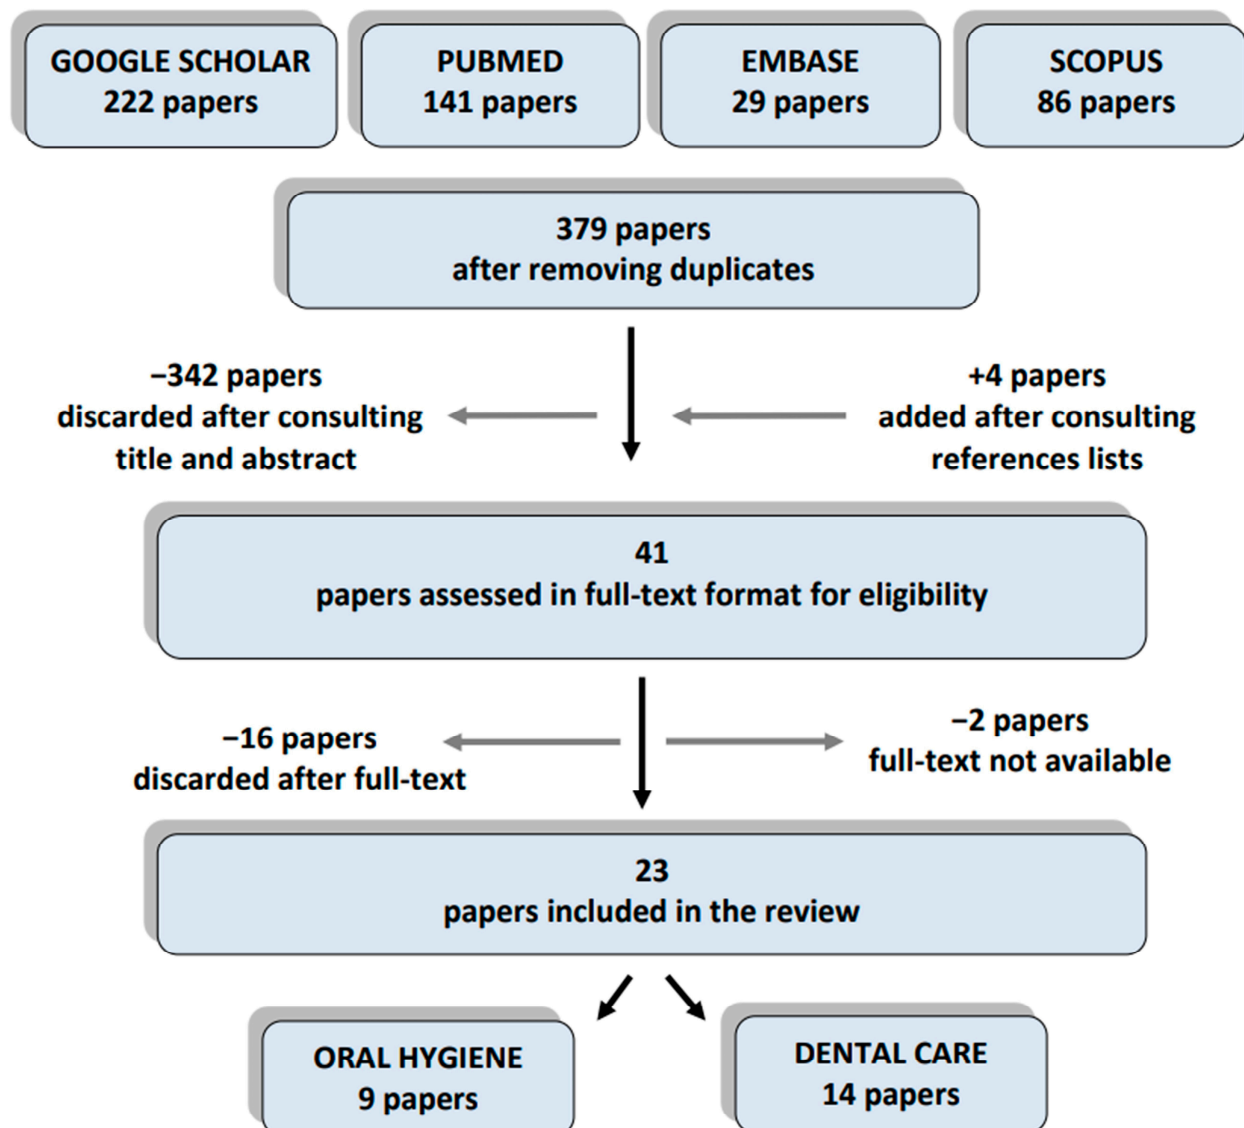 GOOGLE SCHOLAR
222 papers
PUBMED
141 papers
EMBASE
29 papers
SCOPUS
86 papers
379 papers
after removing duplicates
−342 papers
discarded after consulting
title and abstract
+4 papers
added after consulting
references lists
41
papers assessed in full-text format for eligibility
−16 papers
discarded after full-text
−2 papers
full-text not available
23
papers included in the review
ORAL HYGIENE
9 papers
DENTAL CARE
14 papers